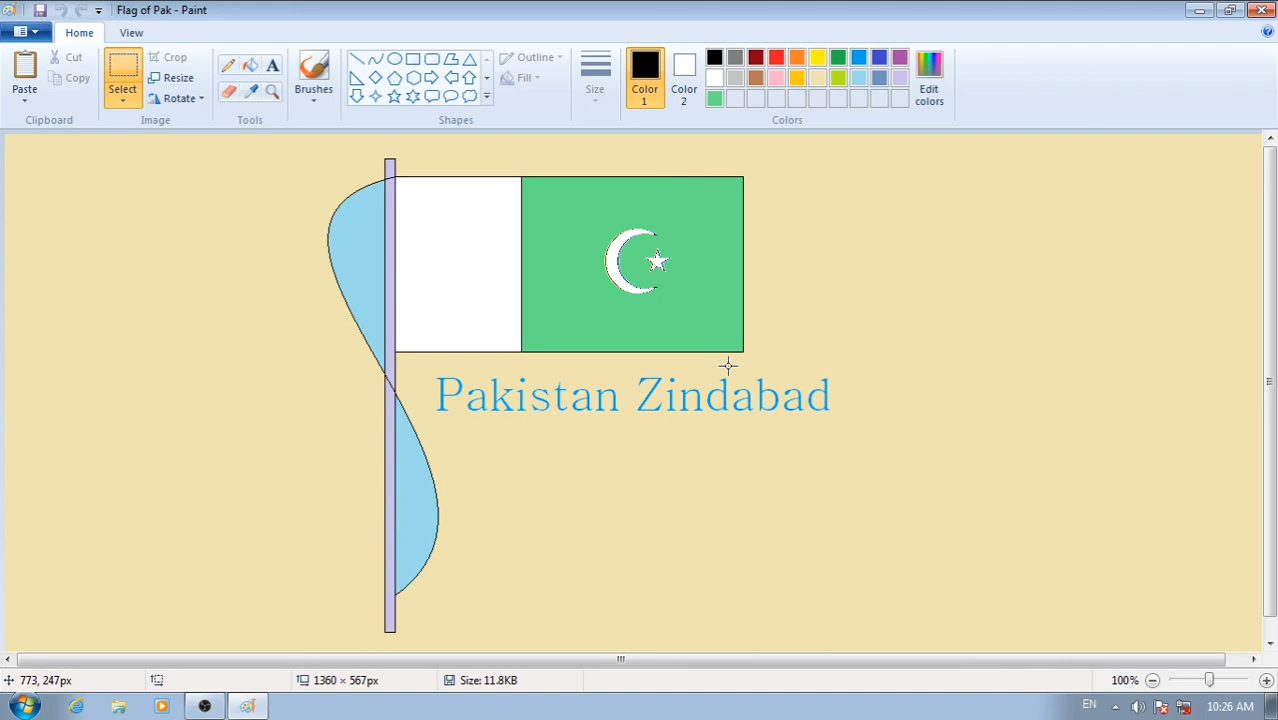 Flag of Pak - Paint
Home View
Paste
Cut
Copy
Clipboard
Select
Crop
Resize
Rotate
Image
A
Tools
Brushes
Outline
Fill
Shapes
Size
Color 1
Color 2
Edit colors
Colors
Pakistan Zindabad
773, 247px
1360 × 567px
Size: 11.8KB
100%
EN
10:26 AM